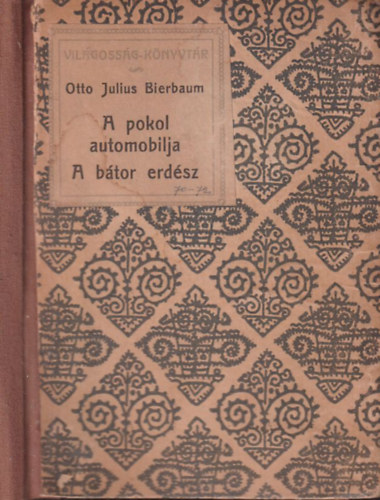 VILÁGOSSÁG-KÖNYVTÁR
Otto Julius Bierbaum
A pokol
automobilja
A bátor erdész